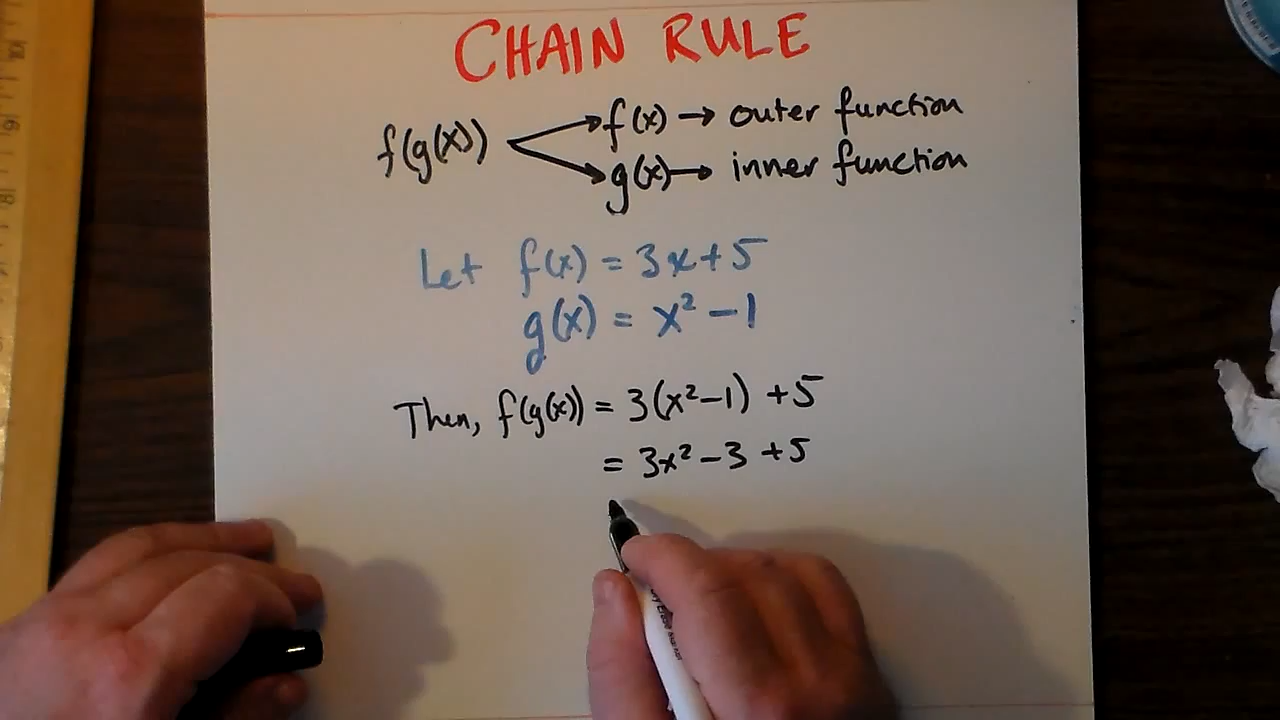 CHAIN RULE
f(g(x)) f(x) → outer function
g(x) → inner function
Let f(x) = 3x+5
g(x) = x² - 1
Then, f(g(x)) = 3(x²-1) +5
= 3x² - 3 +5